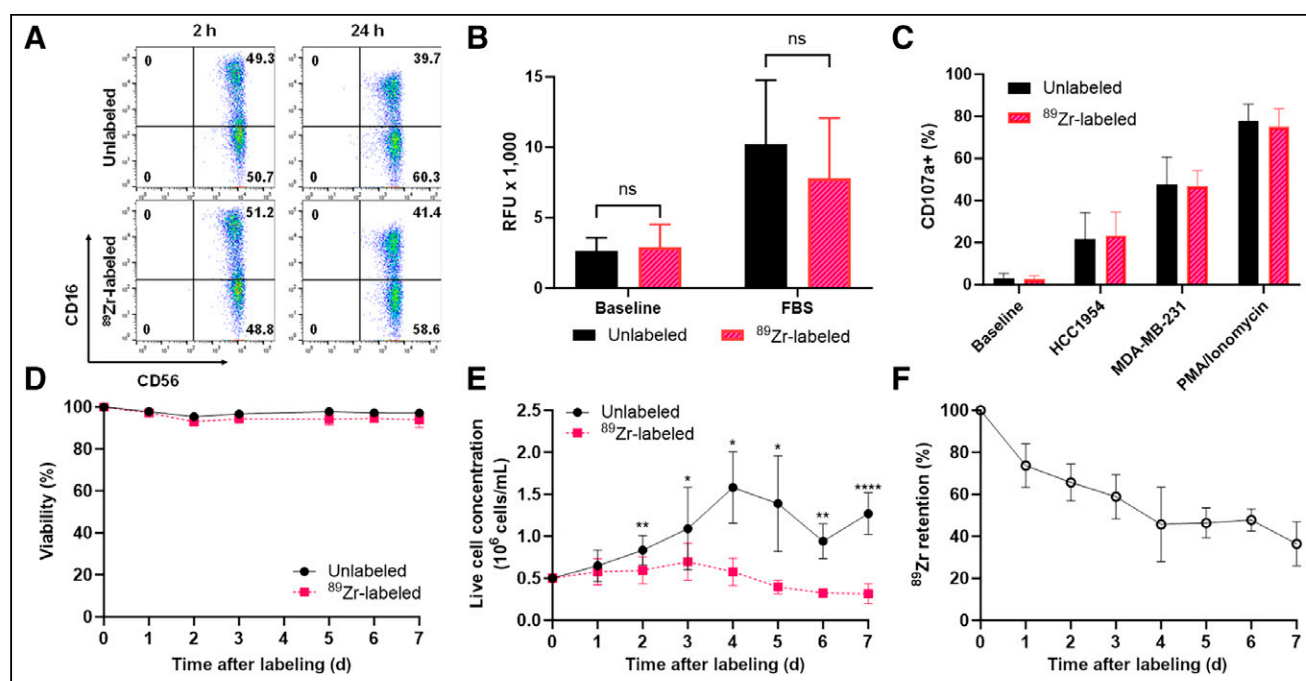 A
2 h
24 h
Unlabeled
0
49.3
0
50.7
0
39.7
0
60.3
⁸⁹Zr-labeled
0
51.2
0
48.8
0
41.4
0
58.6
CD16
CD56
B
ns
ns
RFU x 1,000
15
10
5
0
Baseline
FBS
Unlabeled
⁸⁹Zr-labeled
C
Unlabeled
⁸⁹Zr-labeled
CD107a+ (%)
100
80
60
40
20
0
Baseline
HCC1954
MDA-MB-231
PMA/Ionomycin
D
Viability (%)
100
80
60
40
20
0
Unlabeled
⁸⁹Zr-labeled
0 1 2 3 4 5 6 7
Time after labeling (d)
E
Unlabeled
⁸⁹Zr-labeled
Live cell concentration
(10⁶ cells/mL)
2.5
2.0
1.5
1.0
0.5
0.0
**
*
*
*
**
****
0 1 2 3 4 5 6 7
Time after labeling (d)
F
⁸⁹Zr retention (%)
100
80
60
40
20
0
0 1 2 3 4 5 6 7
Time after labeling (d)